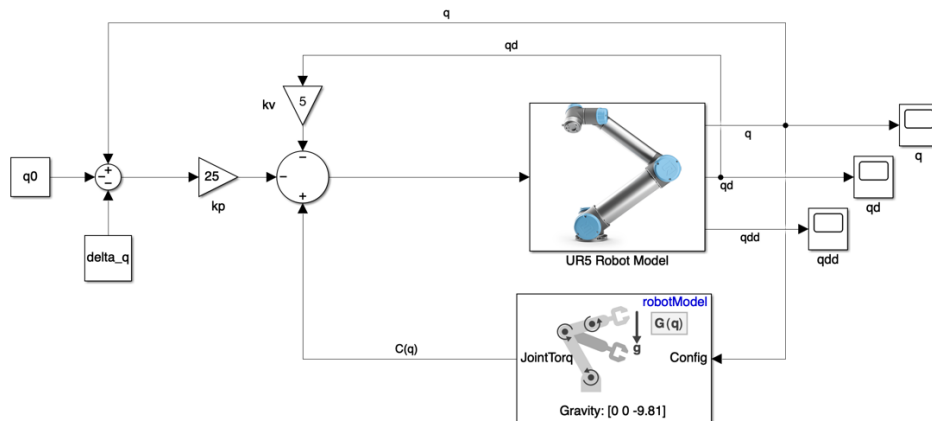 q
qd
kv
5
−
q0
+
−
−
25
kp
−
+
q
q
qd
qd
qdd
qdd
delta_q
UR5 Robot Model
robotModel
G(q)
g
C(q)
JointTorq
Config
Gravity: [0 0 -9.81]